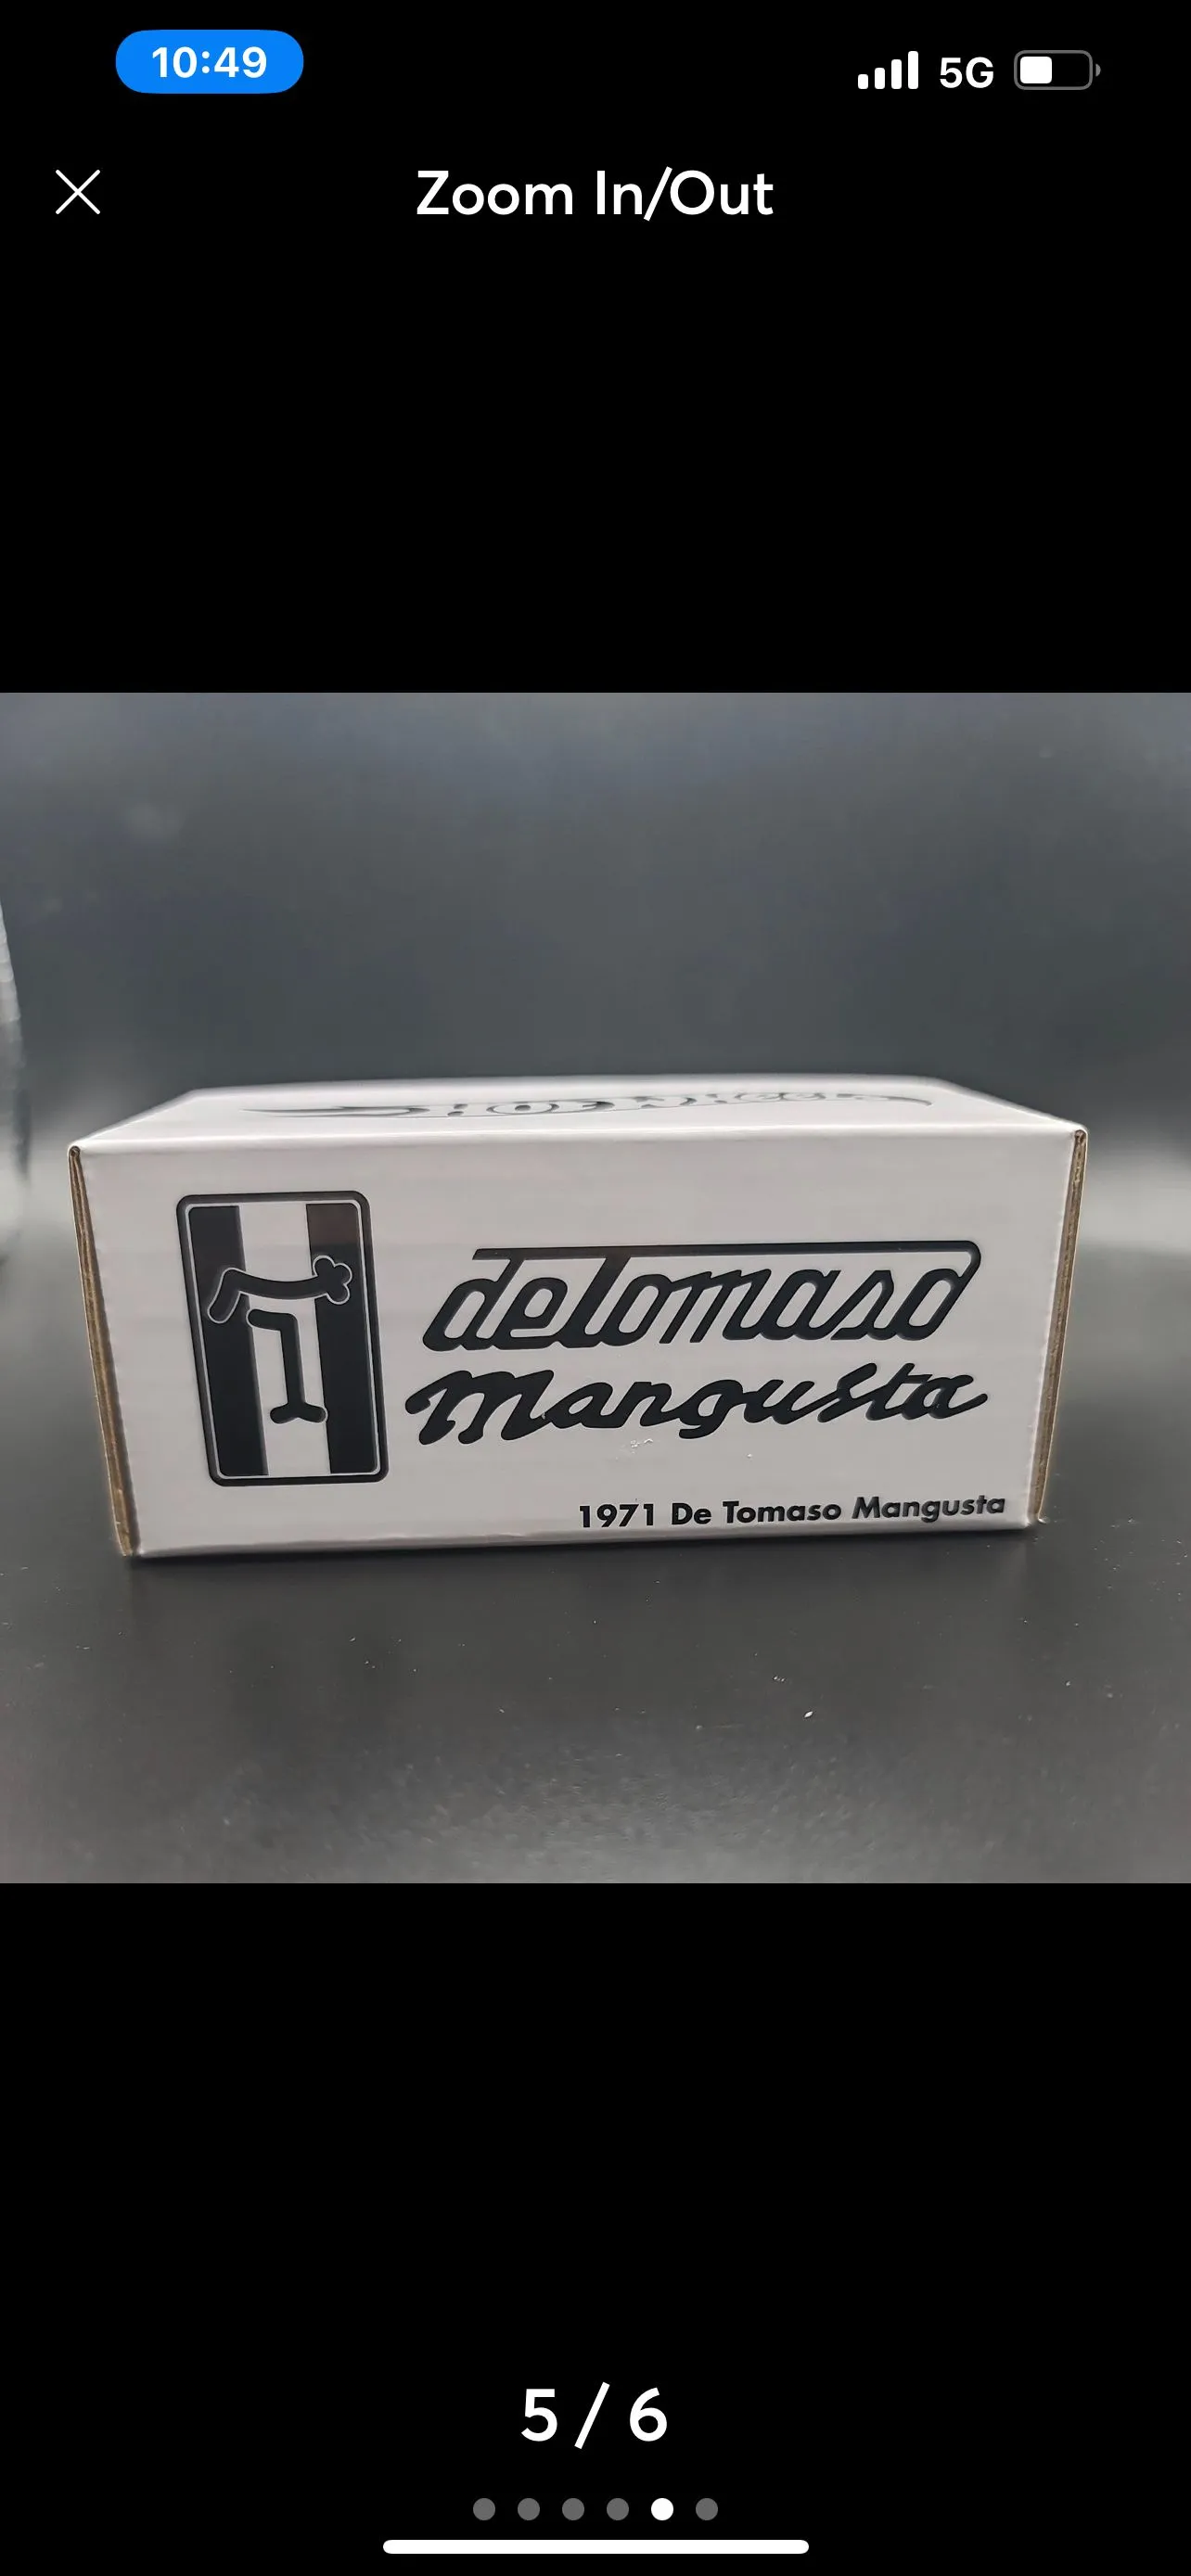 10:49
5G
Zoom In/Out
deTomaso
Mangusta
1971 De Tomaso Mangusta
5 / 6